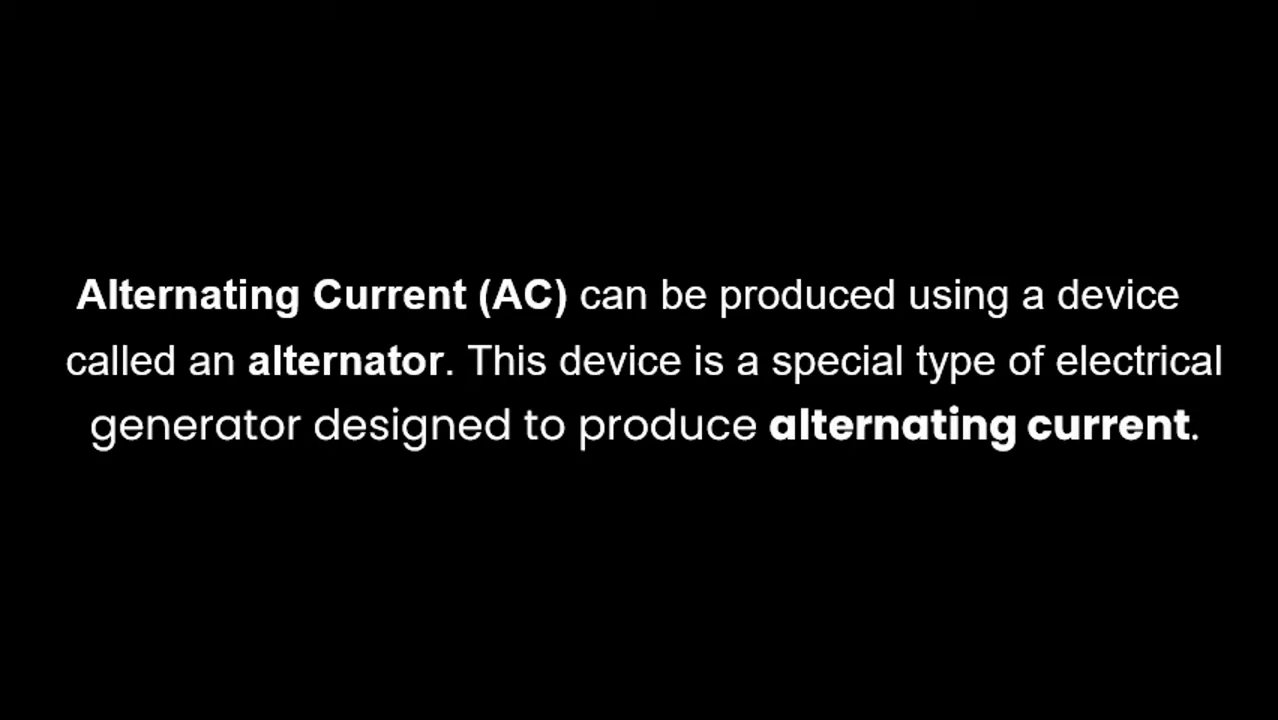 Alternating Current (AC) can be produced using a device
called an alternator. This device is a special type of electrical
generator designed to produce alternating current.